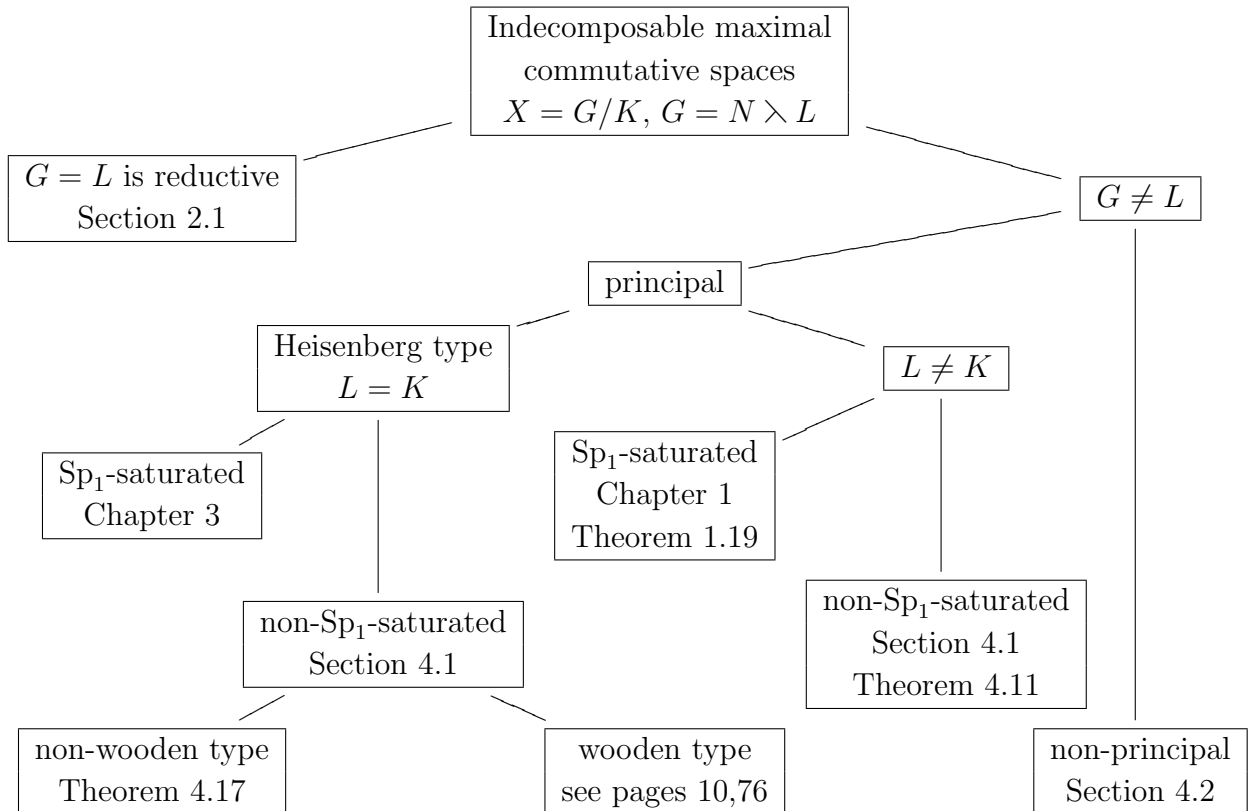 Indecomposable maximal
commutative spaces
X = G/K, G = N ⋋ L
G = L is reductive
Section 2.1
G ≠ L
principal
Heisenberg type
L = K
L ≠ K
Sp₁-saturated
Chapter 3
Sp₁-saturated
Chapter 1
Theorem 1.19
non-Sp₁-saturated
Section 4.1
non-Sp₁-saturated
Section 4.1
Theorem 4.11
non-wooden type
Theorem 4.17
wooden type
see pages 10,76
non-principal
Section 4.2